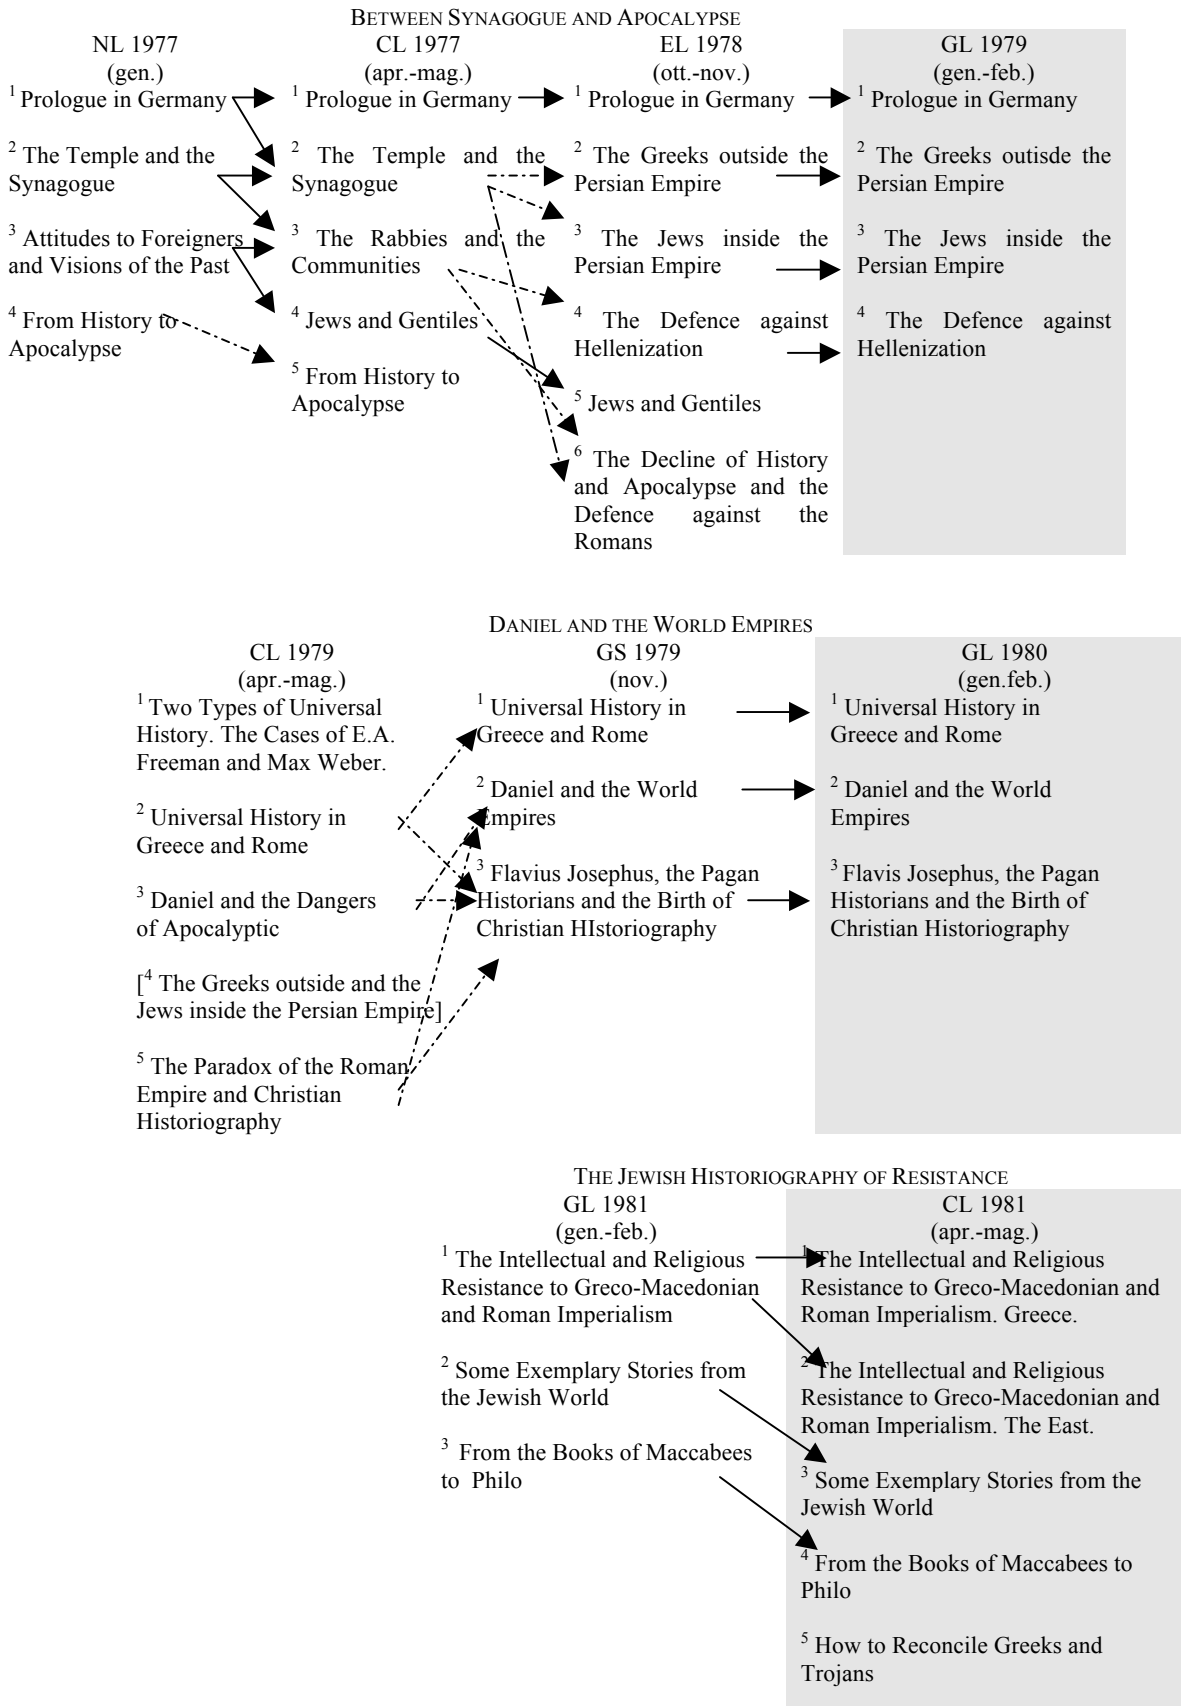 BETWEEN SYNAGOGUE AND APOCALYPSE
NL 1977
(gen.)
1 Prologue in Germany
2 The Temple and the
Synagogue
3 Attitudes to Foreigners
and Visions of the Past
4 From History to
Apocalypse
CL 1977
(apr.-mag.)
1 Prologue in Germany
2 The Temple and the
Synagogue
3 The Rabbies and the
Communities
4 Jews and Gentiles
5 From History to
Apocalypse
EL 1978
(ott.-nov.)
1 Prologue in Germany
2 The Greeks outside the
Persian Empire
3 The Jews inside the
Persian Empire
4 The Defence against
Hellenization
5 Jews and Gentiles
6 The Decline of History
and Apocalypse and the
Defence against the
Romans
GL 1979
(gen.-feb.)
1 Prologue in Germany
2 The Greeks outisde the
Persian Empire
3 The Jews inside the
Persian Empire
4 The Defence against
Hellenization
DANIEL AND THE WORLD EMPIRES
CL 1979
(apr.-mag.)
1 Two Types of Universal
History. The Cases of E.A.
Freeman and Max Weber.
2 Universal History in
Greece and Rome
3 Daniel and the Dangers
of Apocalyptic
[4 The Greeks outside and the
Jews inside the Persian Empire]
5 The Paradox of the Roman
Empire and Christian
Historiography
GS 1979
(nov.)
1 Universal History in
Greece and Rome
2 Daniel and the World
Empires
3 Flavius Josephus, the Pagan
Historians and the Birth of
Christian HIstoriography
GL 1980
(gen.feb.)
1 Universal History in
Greece and Rome
2 Daniel and the World
Empires
3 Flavis Josephus, the Pagan
Historians and the Birth of
Christian Historiography
THE JEWISH HISTORIOGRAPHY OF RESISTANCE
GL 1981
(gen.-feb.)
1 The Intellectual and Religious
Resistance to Greco-Macedonian
and Roman Imperialism
2 Some Exemplary Stories from
the Jewish World
3 From the Books of Maccabees
to Philo
CL 1981
(apr.-mag.)
1 The Intellectual and Religious
Resistance to Greco-Macedonian and
Roman Imperialism. Greece.
2 The Intellectual and Religious
Resistance to Greco-Macedonian and
Roman Imperialism. The East.
3 Some Exemplary Stories from the
Jewish World
4 From the Books of Maccabees to
Philo
5 How to Reconcile Greeks and
Trojans